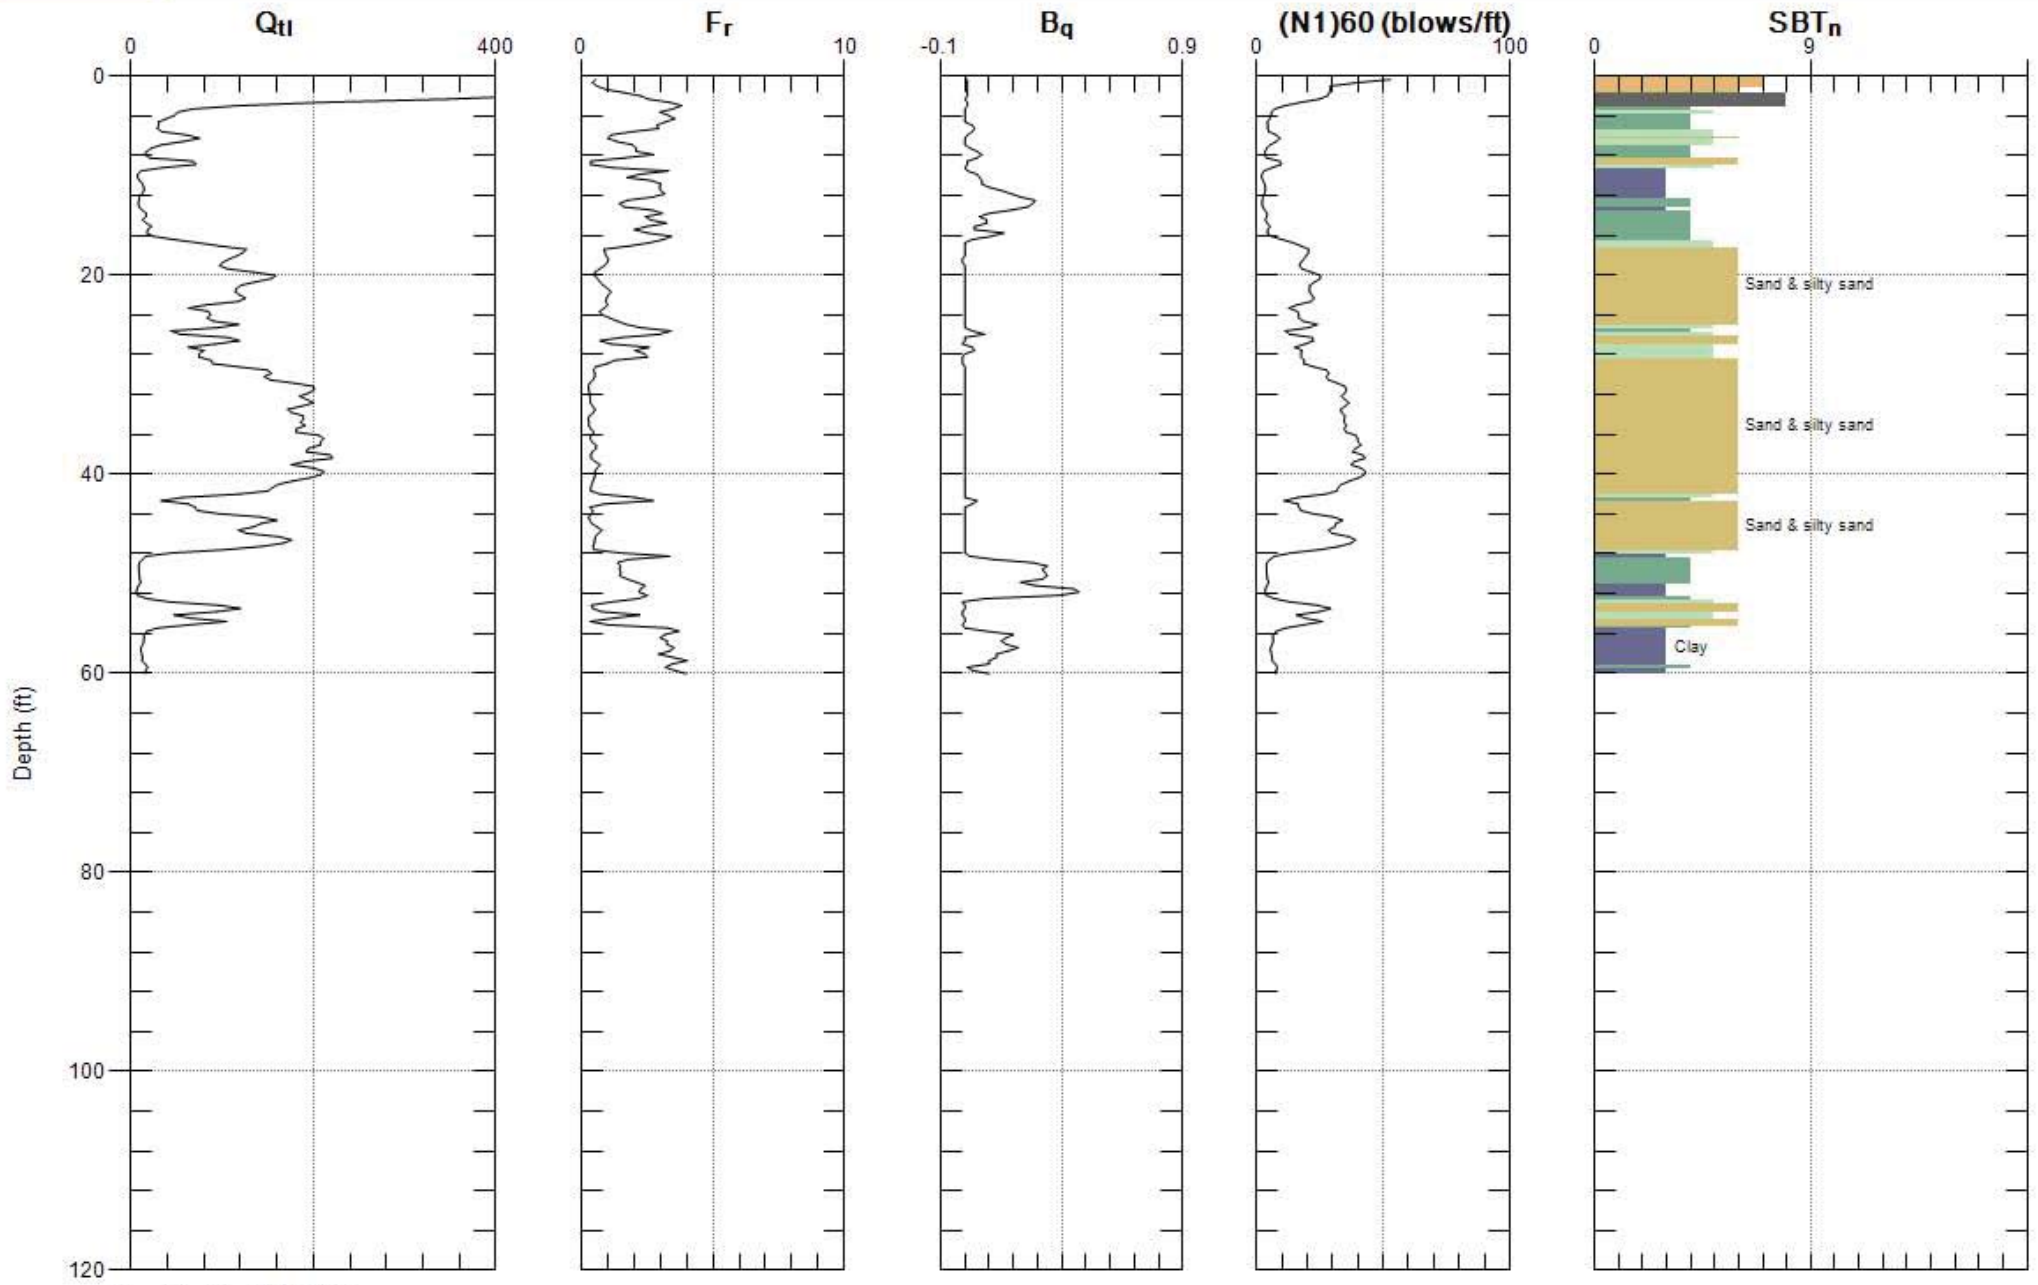 Qtl Fr Bq (N1)60 (blows/ft) SBTn
0 400 0 10 -0.1 0.9 0 100 0 9
0
20
Sand & silty sand
Sand & silty sand
40
Sand & silty sand
Clay
60
Depth (ft)
80
100
120